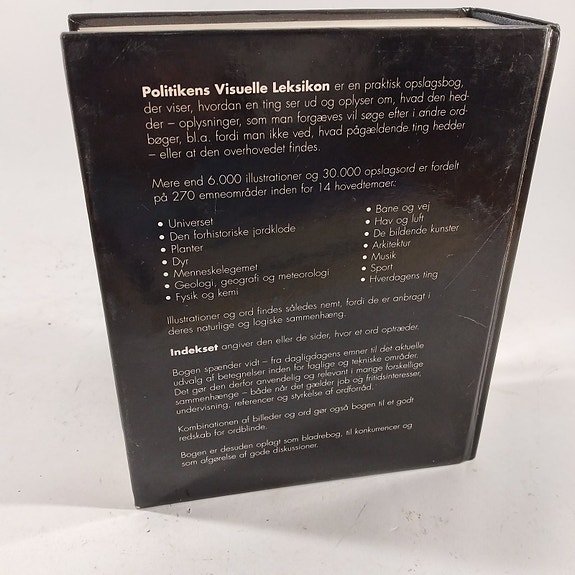 Politikens Visuelle Leksikon er en praktisk opslagsbog,
der viser, hvordan en ting ser ud og oplyser om, hvad den hed-
der – oplysninger, som man forgæves vil søge efter i andre ord-
bøger, bl.a. fordi man ikke ved, hvad pågældende ting hedder
– eller at den overhovedet findes.
Mere end 6.000 illustrationer og 30.000 opslagsord er fordelt
på 270 emneområder inden for 14 hovedtemaer:
• Universet
• Den forhistoriske jordklode
• Planter
• Dyr
• Menneskelegemet
• Geologi, geografi og meteorologi
• Fysik og kemi
• Bane og vej
• Hav og luft
• De bildende kunster
• Arkitektur
• Musik
• Sport
• Hverdagens ting
Illustrationer og ord findes således nemt, fordi de er anbragt i
deres naturlige og logiske sammenhæng.
Indekset angiver den eller de sider, hvor et ord optræder.
Bogen spænder vidt – fra dagligdagens emner til det aktuelle
udvalg af betegnelser inden for faglige og tekniske områder.
Det gør den derfor anvendelig og relevant i mange forskellige
sammenhænge – både når det gælder job og fritidsinteresser,
undervisning, referencer og styrkelse af ordforråd.
Kombinationen af billeder og ord gør også bogen til et godt
redskab for ordblinde.
Bogen er desuden oplagt som bladrebog, til konkurrencer og
som afgørelse af gode diskussioner.